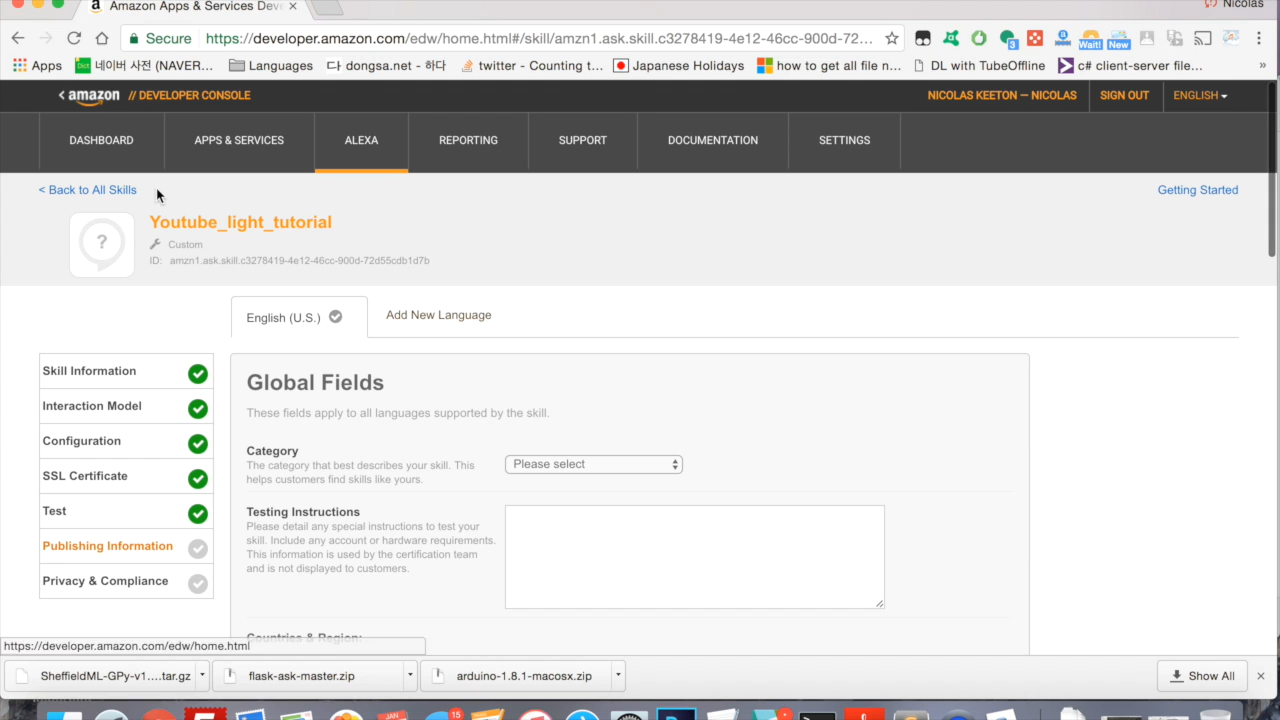 Amazon Apps & Services Dev
Nicolas
Secure https://developer.amazon.com/edw/home.html#/skill/amzn1.ask.skill.c3278419-4e12-46cc-900d-72...
3 Wait! New
Apps 네이버 사전 (NAVER... Languages dongsa.net - 하다 twitter - Counting t... Japanese Holidays how to get all file n... DL with TubeOffline c# client-server file... »
< amazon // DEVELOPER CONSOLE NICOLAS KEETON — NICOLAS SIGN OUT ENGLISH
DASHBOARD APPS & SERVICES ALEXA REPORTING SUPPORT DOCUMENTATION SETTINGS
< Back to All Skills Getting Started
Youtube_light_tutorial
?
Custom
ID: amzn1.ask.skill.c3278419-4e12-46cc-900d-72d55cdb1d7b
English (U.S.) Add New Language
Skill Information
Interaction Model
Configuration
SSL Certificate
Test
Publishing Information
Privacy & Compliance
Global Fields
These fields apply to all languages supported by the skill.
Category
The category that best describes your skill. This
helps customers find skills like yours.
Please select
Testing Instructions
Please detail any special instructions to test your
skill. Include any account or hardware requirements.
This information is used by the certification team
and is not displayed to customers.
Countries & Region:
https://developer.amazon.com/edw/home.html
SheffieldML-GPy-v1....tar.gz flask-ask-master.zip arduino-1.8.1-macosx.zip Show All
JAN 15